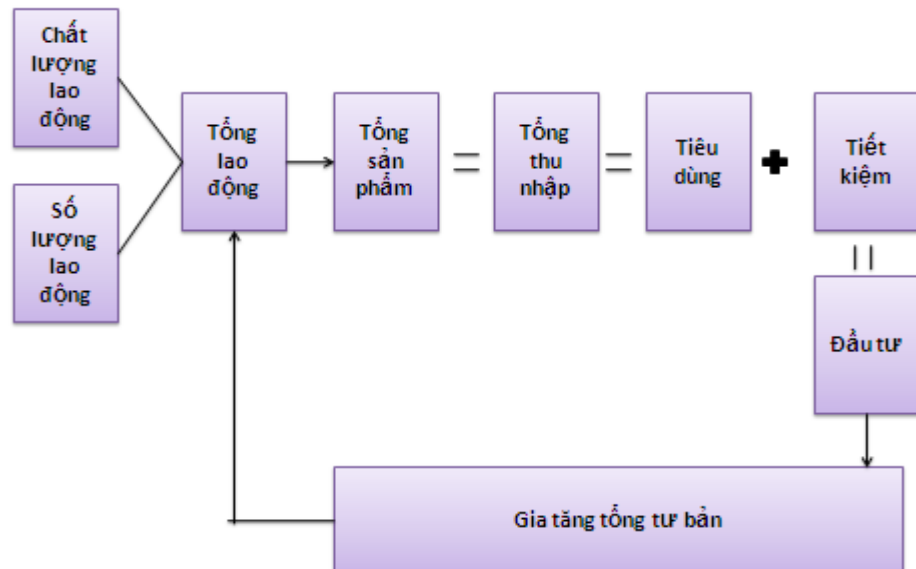 Chất
lượng
lao
động
Số
lượng
lao
động
Tổng
lao
động
Tổng
sản
phẩm
=
Tổng
thu
nhập
=
Tiêu
dùng
+
Tiết
kiệm
=
Đầu tư
Gia tăng tổng tư bản